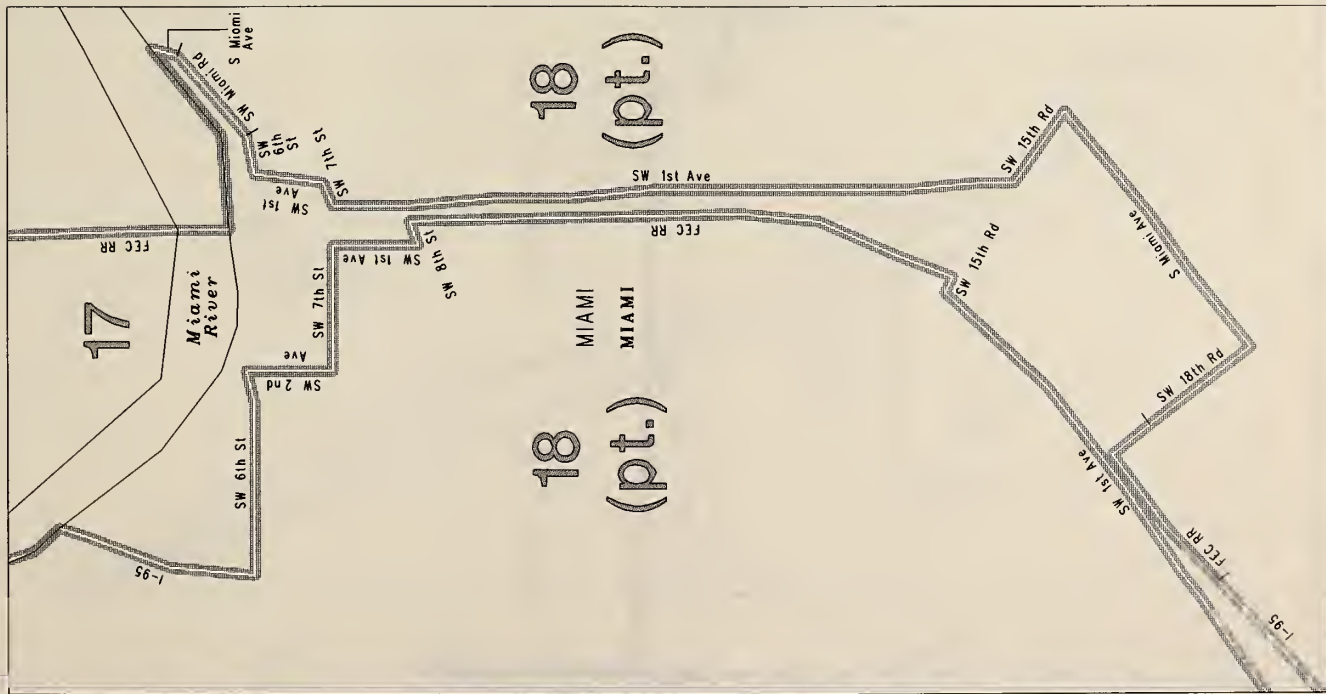 S Miami
Ave
SW Miami Rd
SW
6th
St
SW 7th St
SW 1st
Ave
18
(pt.)
SW 1st Ave
SW 15th Rd
FEC RR
17
Miami
River
FEC RR
SW 1st Ave
SW 8th St
SW 7th St
SW 2nd
Ave
SW 6th St
I-95
MIAMI
MIAMI
18
(pt.)
SW 15th Rd
S Miami Ave
SW 18th Rd
SW 1st Ave
FEC RR
I-95